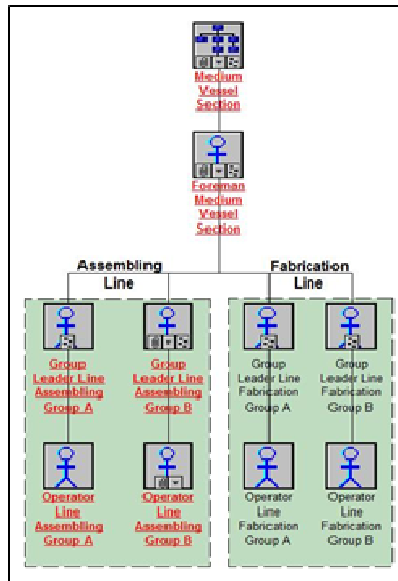 Medium
Vessel
Section
Foreman
Medium
Vessel
Section
Assembling
Line
Fabrication
Line
Group
Leader Line
Assembling
Group A
Group
Leader Line
Assembling
Group B
Group
Leader Line
Fabrication
Group A
Group
Leader Line
Fabrication
Group B
Operator
Line
Assembling
Group A
Operator
Line
Assembling
Group B
Operator
Line
Fabrication
Group A
Operator
Line
Fabrication
Group B